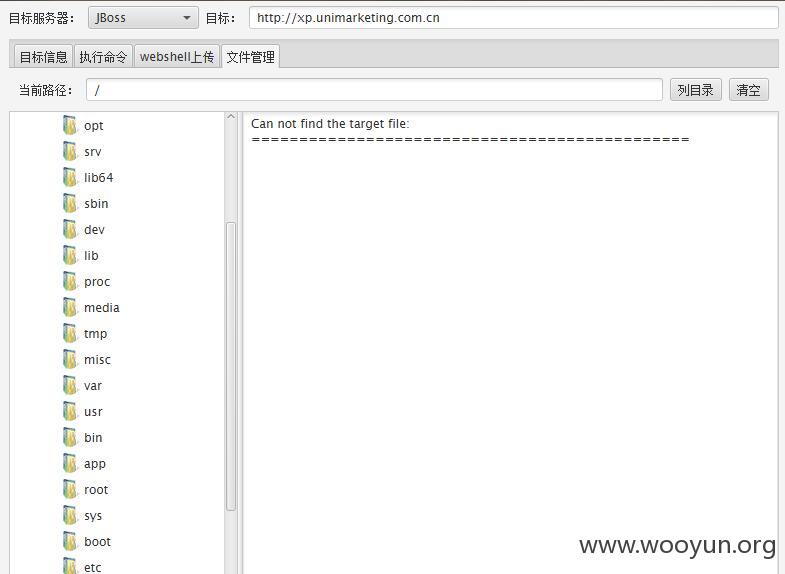 目标服务器： JBoss 目标： http://xp.unimarketing.com.cn
目标信息 执行命令 webshell上传 文件管理
当前路径： / 列目录 清空
opt
srv
lib64
sbin
dev
lib
proc
media
tmp
misc
var
usr
bin
app
root
sys
boot
etc
Can not find the target file:
==============================================
www.wooyun.org